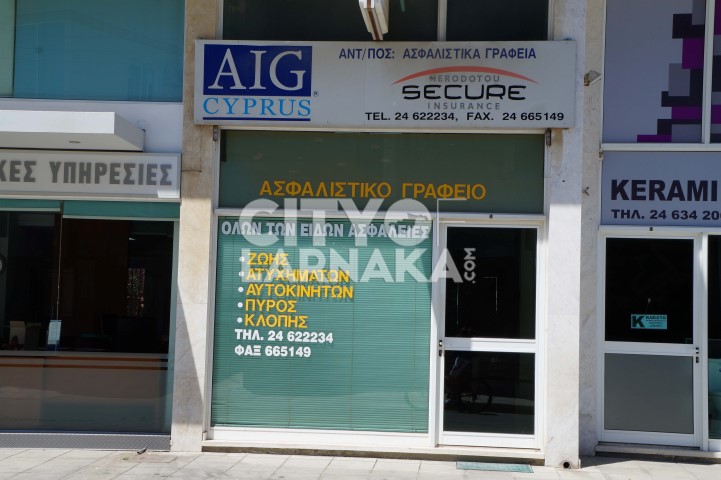 AIG
CYPRUS
®
ΑΝΤ/ΠΟΣ: ΑΣΦΑΛΙΣΤΙΚΑ ΓΡΑΦΕΙΑ
NERODOTOU
SECURE
INSURANCE
TEL. 24 622234, FAX. 24 665149
ΚΕΣ ΥΠΗΡΕΣΙΕΣ
ΑΣΦΑΛΙΣΤΙΚΟ ΓΡΑΦΕΙΟ
ΟΛΩΝ ΤΩΝ ΕΙΔΩΝ ΑΣΦΑΛΕΙΕΣ
•ΖΩΗΣ
•ΑΤΥΧΗΜΑΤΩΝ
•ΑΥΤΟΚΙΝΗΤΩΝ
•ΠΥΡΟΣ
•ΚΛΟΠΗΣ
ΤΗΛ. 24 622234
ΦΑΞ 665149
KERAMI
ΤΗΛ. 24 634 20
CITY OF
LARNAKA.com